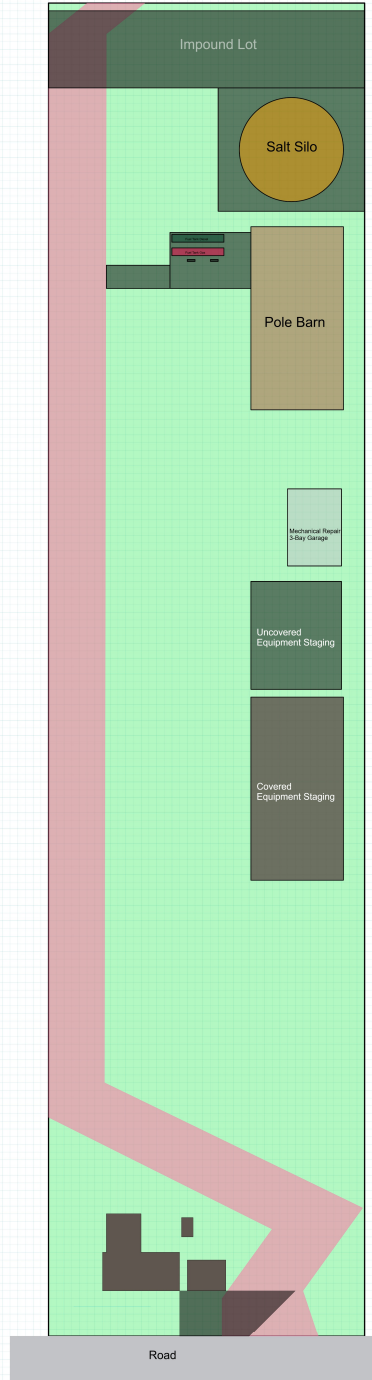 Impound Lot
Salt Silo
Pole Barn
Mechanical Repair
3-Bay Garage
Uncovered
Equipment Staging
Covered
Equipment Staging
Road